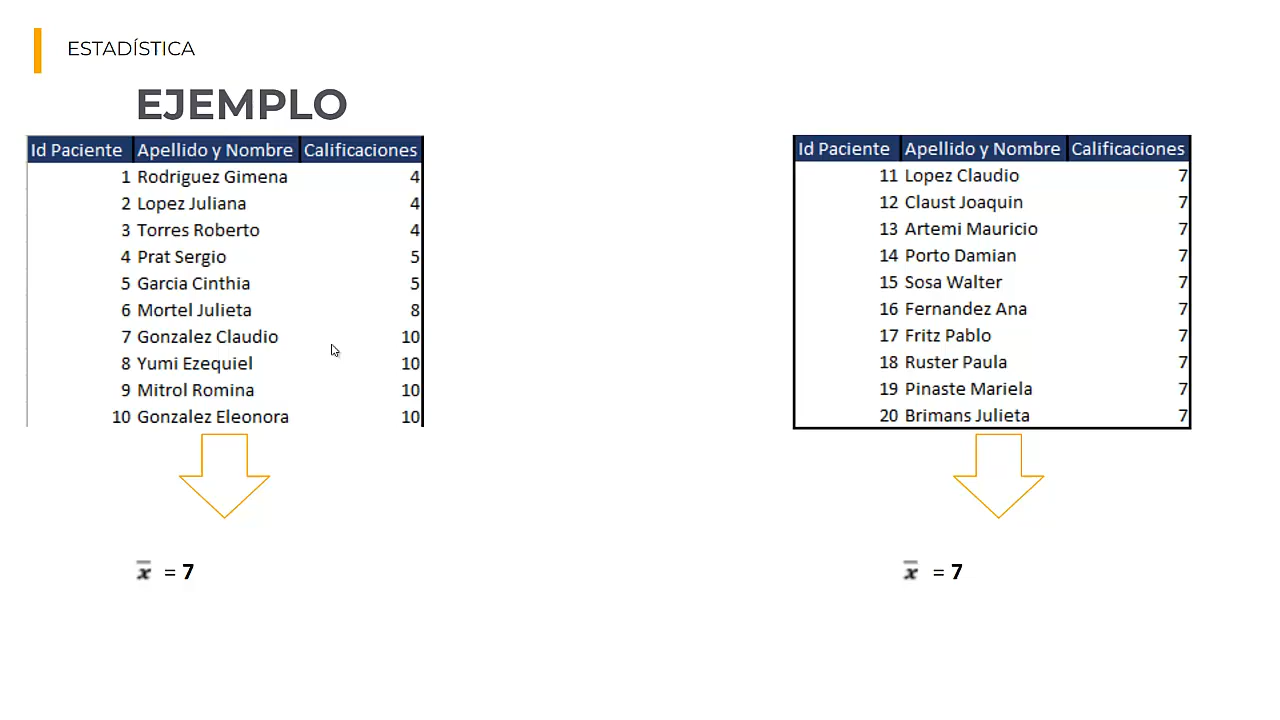 ESTADÍSTICA
EJEMPLO
Id Paciente Apellido y Nombre Calificaciones
1 Rodriguez Gimena 4
2 Lopez Juliana 4
3 Torres Roberto 4
4 Prat Sergio 5
5 Garcia Cinthia 5
6 Mortel Julieta 8
7 Gonzalez Claudio 10
8 Yumi Ezequiel 10
9 Mitrol Romina 10
10 Gonzalez Eleonora 10
x̄ = 7
Id Paciente Apellido y Nombre Calificaciones
11 Lopez Claudio 7
12 Claust Joaquin 7
13 Artemi Mauricio 7
14 Porto Damian 7
15 Sosa Walter 7
16 Fernandez Ana 7
17 Fritz Pablo 7
18 Ruster Paula 7
19 Pinaste Mariela 7
20 Brimans Julieta 7
x̄ = 7